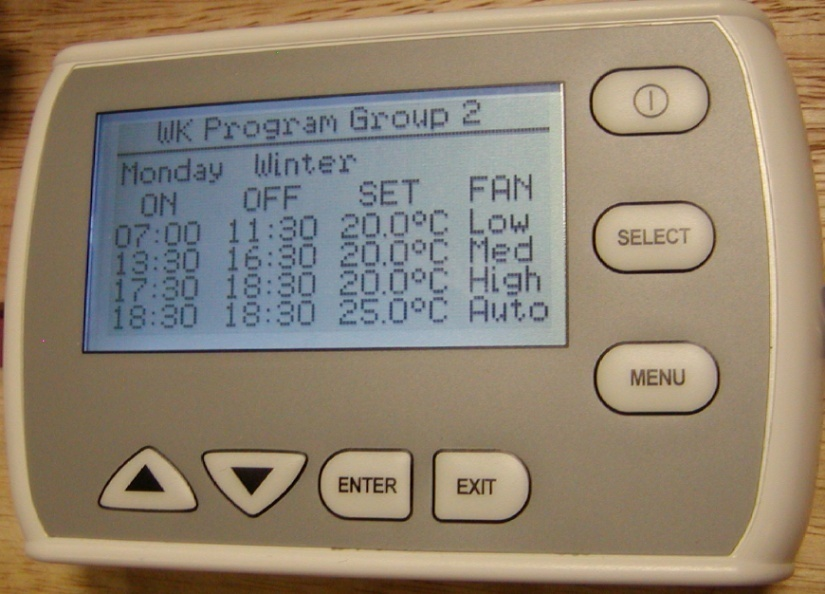 WK Program Group 2
Monday Winter
ON OFF SET FAN
07:00 11:30 20.0°C Low
13:30 16:30 20.0°C Med
17:30 18:30 20.0°C High
18:30 18:30 25.0°C Auto
SELECT
MENU
ENTER EXIT